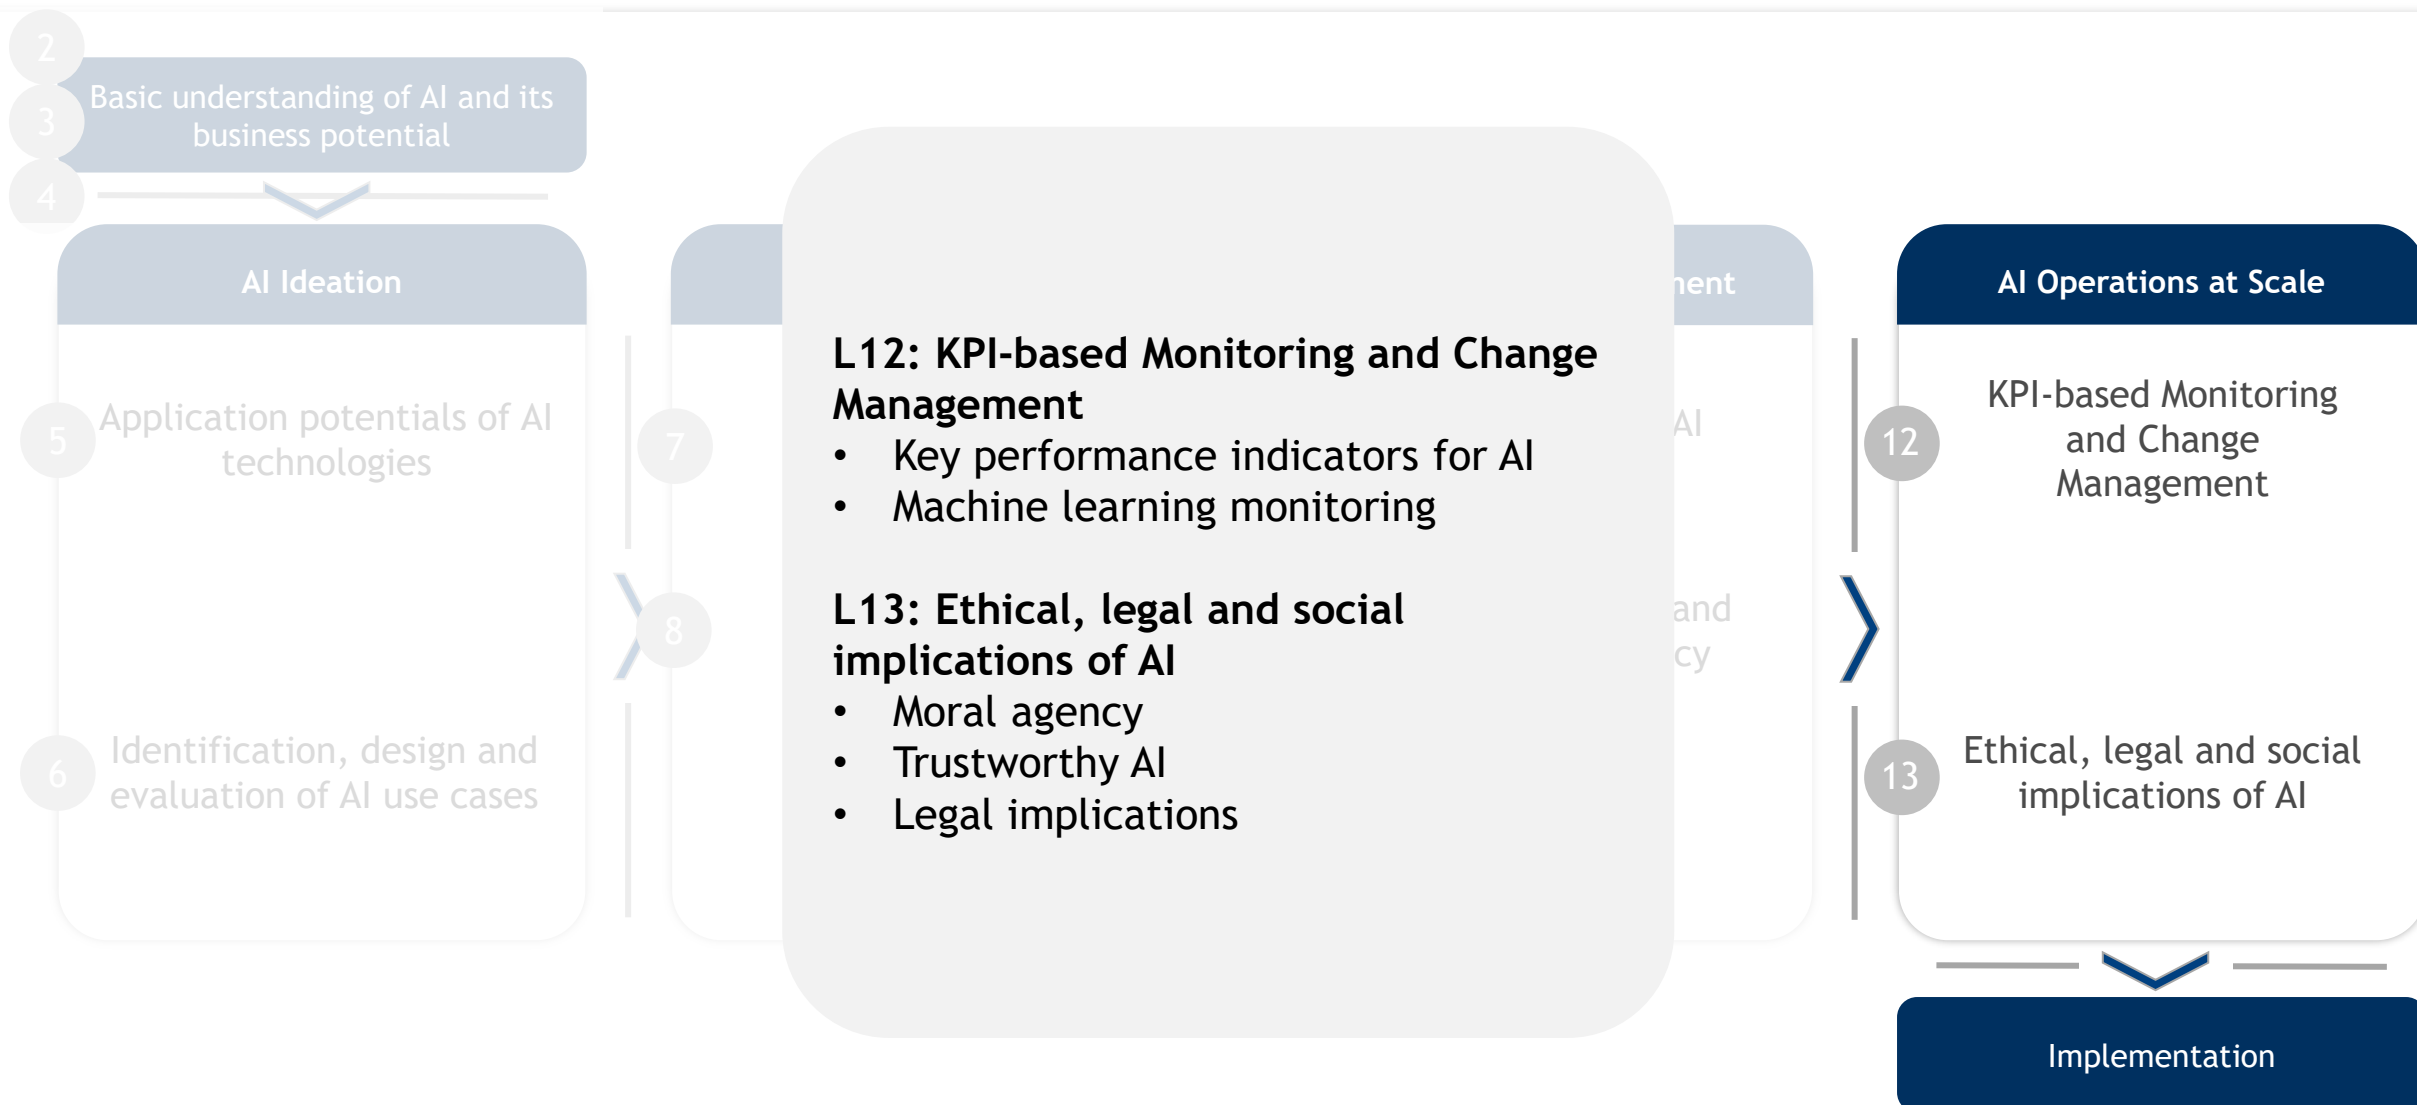 2
3
4
Basic understanding of AI and its
business potential
AI Ideation
5
Application potentials of AI
technologies
6
Identification, design and
evaluation of AI use cases
7
8
L12: KPI-based Monitoring and Change
Management
• Key performance indicators for AI
• Machine learning monitoring
L13: Ethical, legal and social
implications of AI
• Moral agency
• Trustworthy AI
• Legal implications
AI
and
AI Operations at Scale
12
KPI-based Monitoring
and Change
Management
13
Ethical, legal and social
implications of AI
Implementation